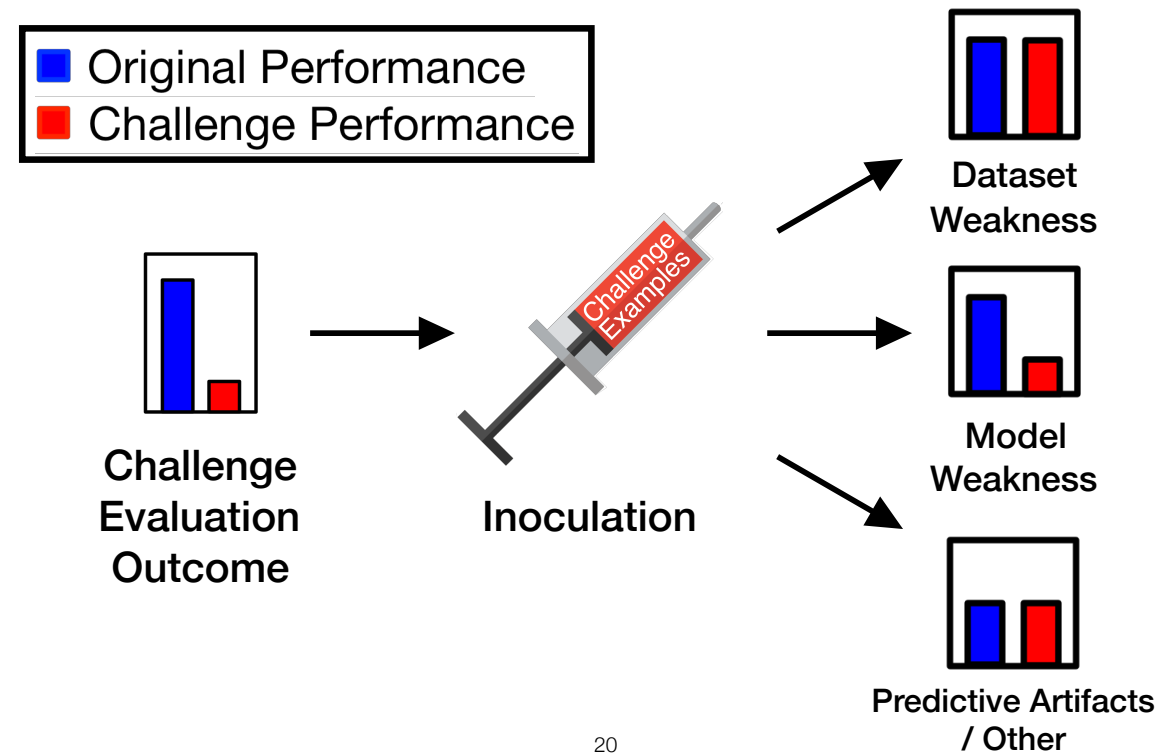 Original Performance
Challenge Performance
Challenge
Evaluation
Outcome
Challenge
Examples
Inoculation
Dataset
Weakness
Model
Weakness
Predictive Artifacts
/ Other
20